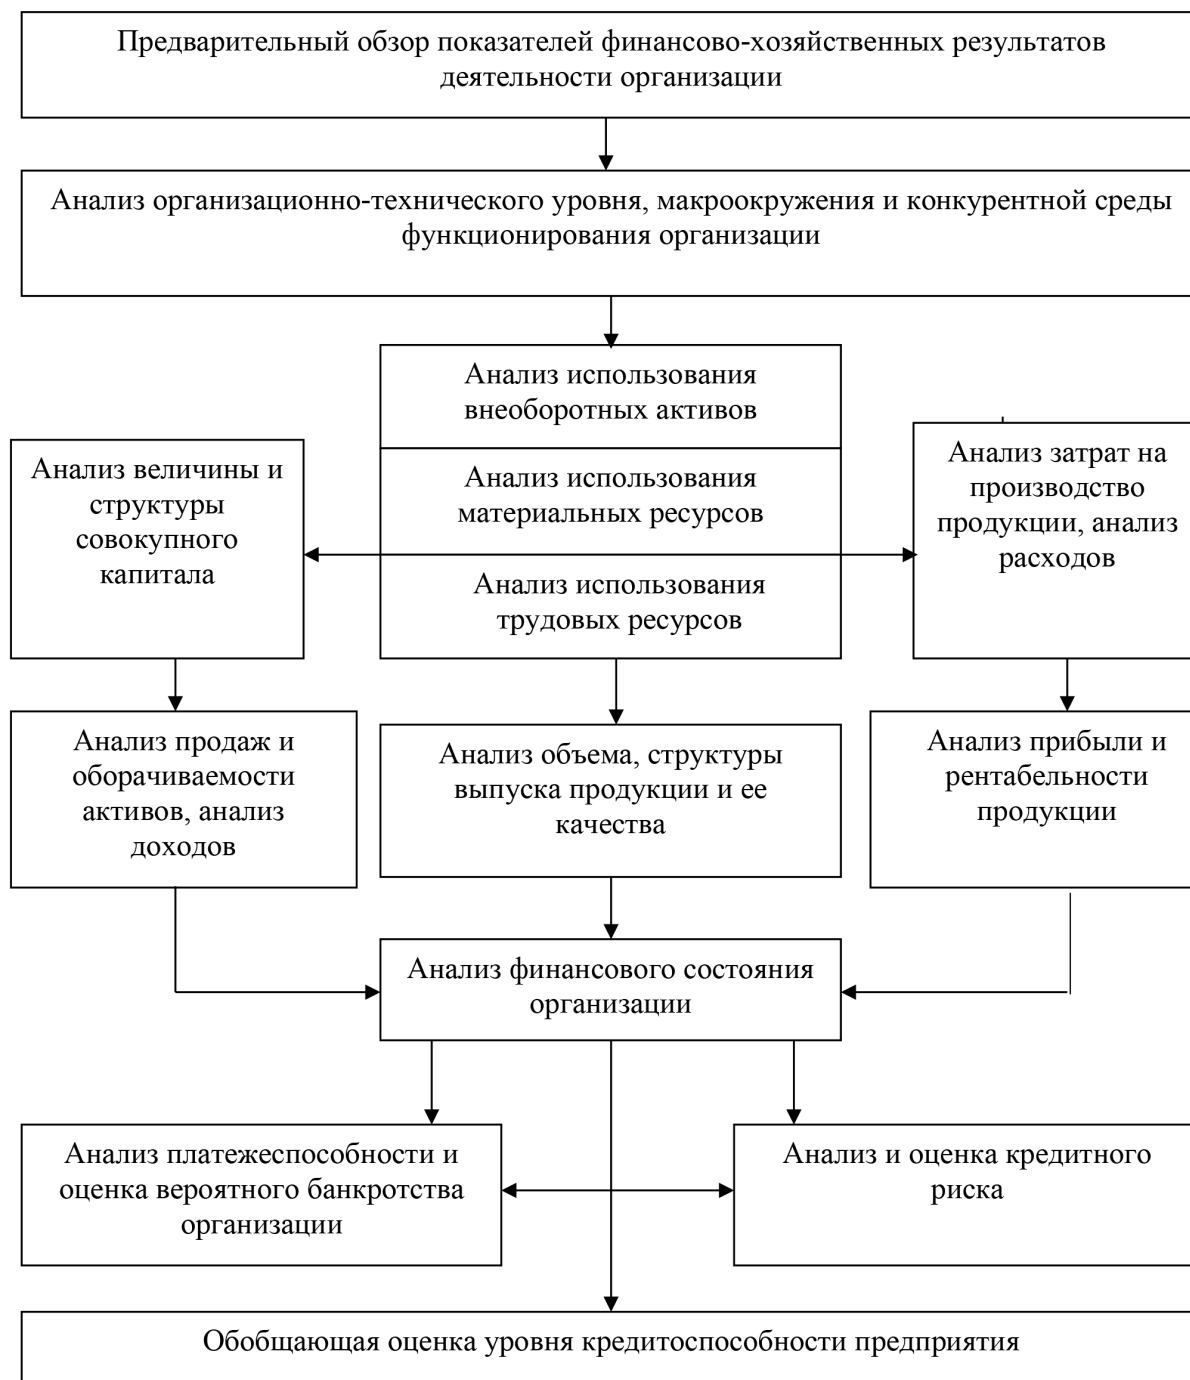 Предварительный обзор показателей финансово-хозяйственных результатов
деятельности организации
Анализ организационно-технического уровня, макроокружения и конкурентной среды
функционирования организации
Анализ использования
внеоборотных активов
Анализ величины и
структуры
совокупного
капитала
Анализ использования
материальных ресурсов
Анализ использования
трудовых ресурсов
Анализ затрат на
производство
продукции, анализ
расходов
Анализ продаж и
оборачиваемости
активов, анализ
доходов
Анализ объема, структуры
выпуска продукции и ее
качества
Анализ прибыли и
рентабельности
продукции
Анализ финансового состояния
организации
Анализ платежеспособности и
оценка вероятного банкротства
организации
Анализ и оценка кредитного
риска
Обобщающая оценка уровня кредитоспособности предприятия